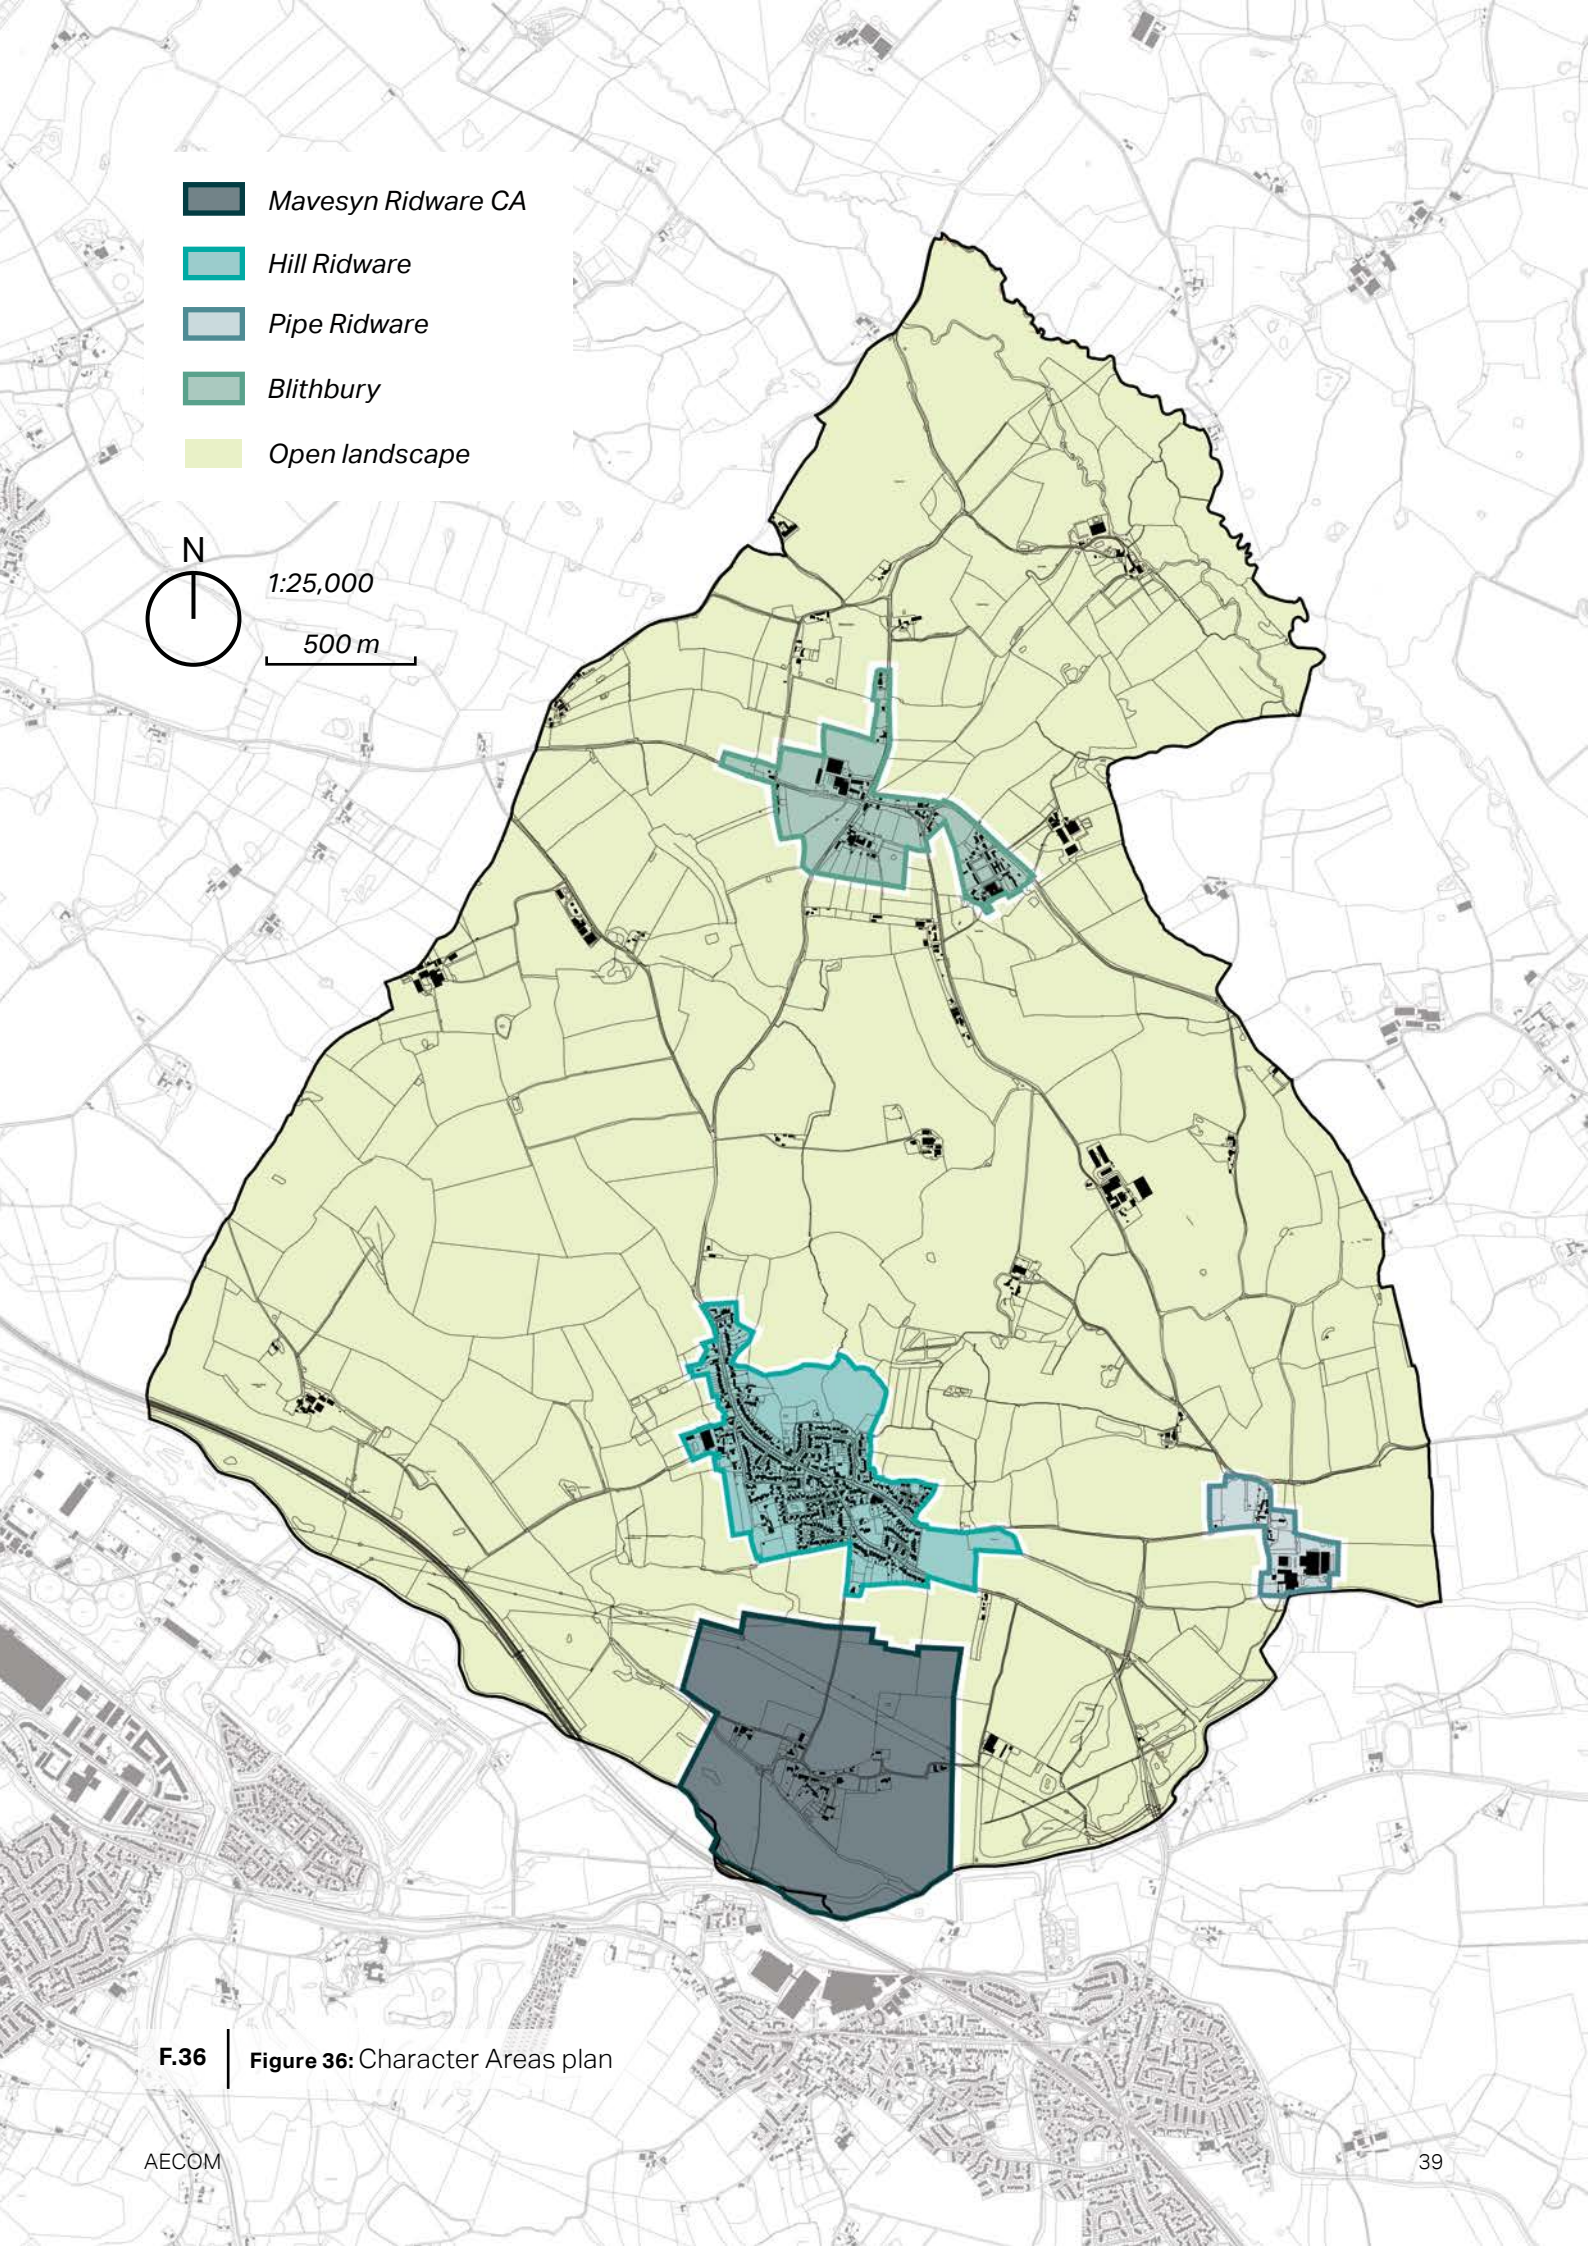 Mavesyn Ridware CA
Hill Ridware
Pipe Ridware
Blithbury
Open landscape
N
1:25,000
500 m
F.36
Figure 36: Character Areas plan
AECOM
39